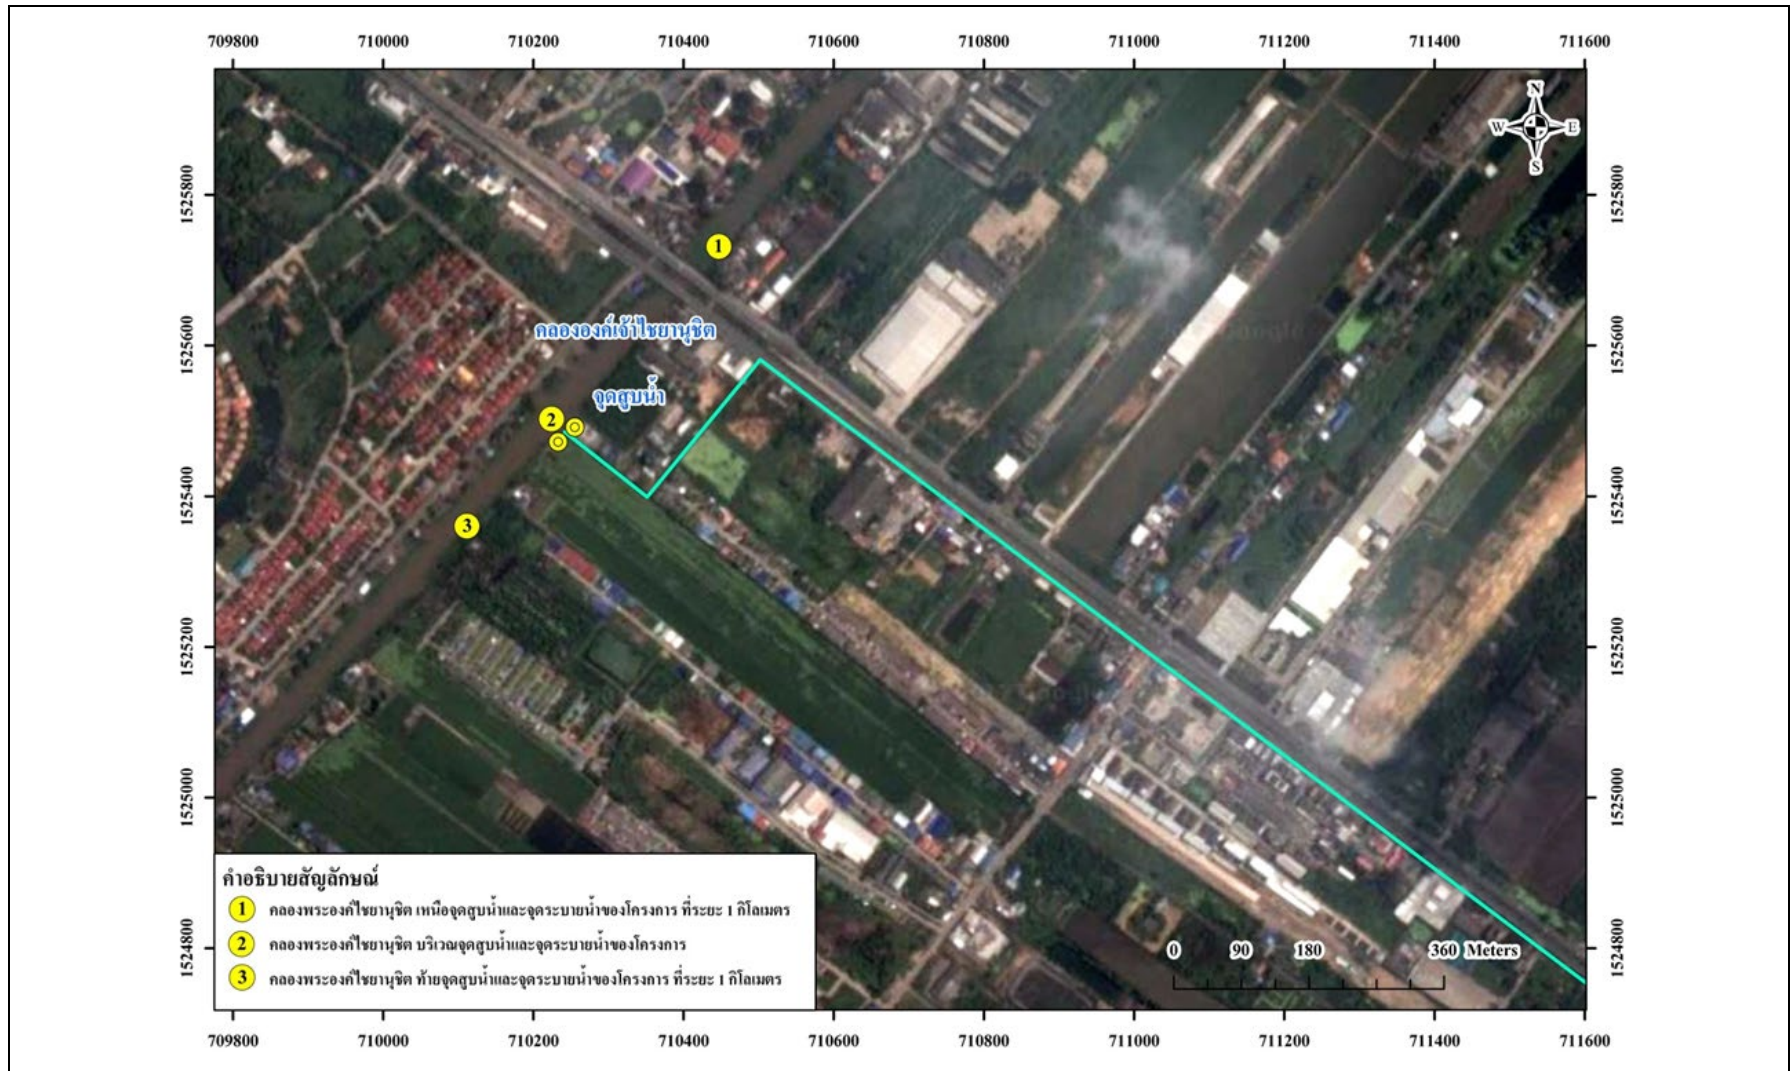 709800 710000 710200 710400 710600 710800 711000 711200 711400 711600
N
W E
S
1525800 1525800
1
คลององค์เจ้าไชยานุชิต
1525600 1525600
จุดสูบน้ำ
2
1525400 1525400
3
1525200 1525200
1525000 1525000
คำอธิบายสัญลักษณ์
1 คลองพระองค์ไชยานุชิต เหนือจุดสูบน้ำและจุดระบายน้ำของโครงการ ที่ระยะ 1 กิโลเมตร
2 คลองพระองค์ไชยานุชิต บริเวณจุดสูบน้ำและจุดระบายน้ำของโครงการ
3 คลองพระองค์ไชยานุชิต ท้ายจุดสูบน้ำและจุดระบายน้ำของโครงการ ที่ระยะ 1 กิโลเมตร
1524800 1524800
0 90 180 360 Meters
709800 710000 710200 710400 710600 710800 711000 711200 711400 711600